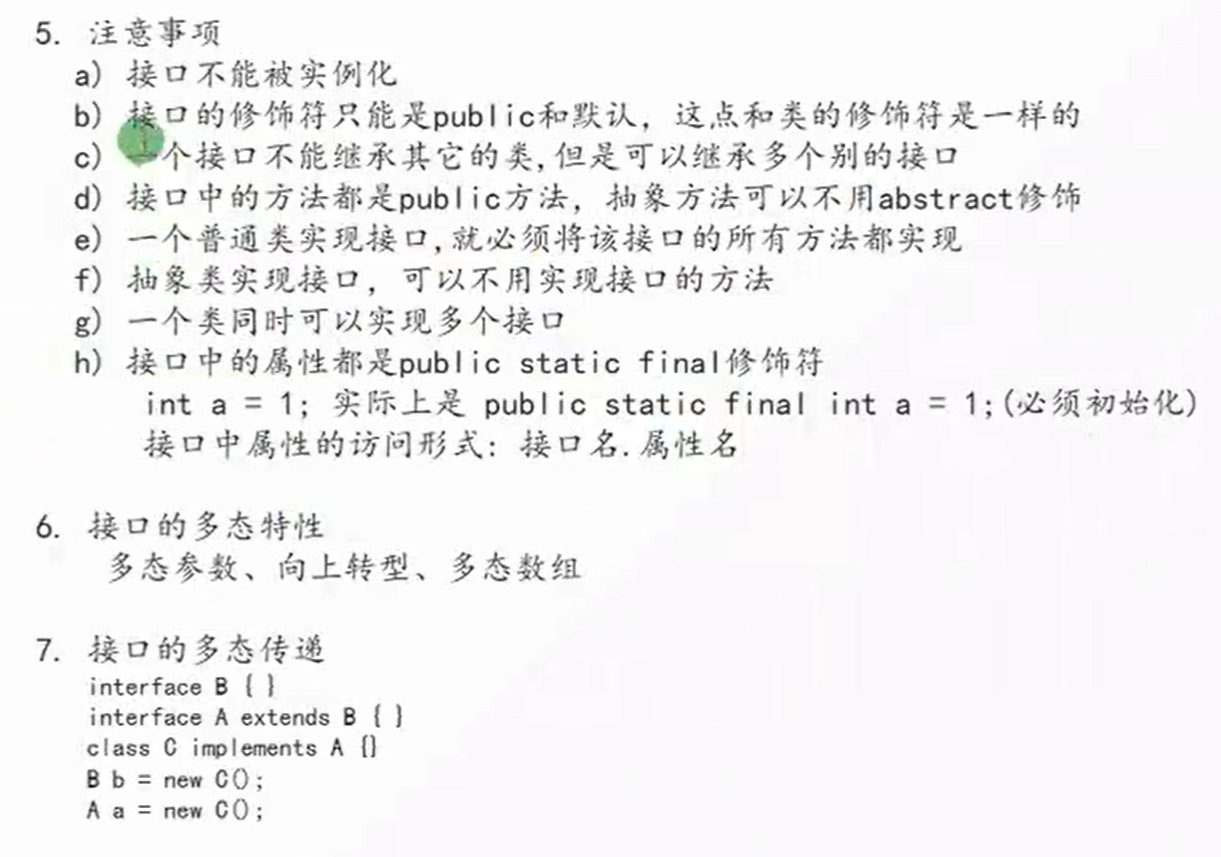 5. 注意事项
a) 接口不能被实例化
b) 接口的修饰符只能是public和默认，这点和类的修饰符是一样的
c) 一个接口不能继承其它的类,但是可以继承多个别的接口
d) 接口中的方法都是public方法，抽象方法可以不用abstract修饰
e) 一个普通类实现接口,就必须将该接口的所有方法都实现
f) 抽象类实现接口，可以不用实现接口的方法
g) 一个类同时可以实现多个接口
h) 接口中的属性都是public static final修饰符
int a = 1; 实际上是 public static final int a = 1;(必须初始化)
接口中属性的访问形式：接口名.属性名
6. 接口的多态特性
多态参数、向上转型、多态数组
7. 接口的多态传递
interface B { }
interface A extends B { }
class C implements A {}
B b = new C();
A a = new C();